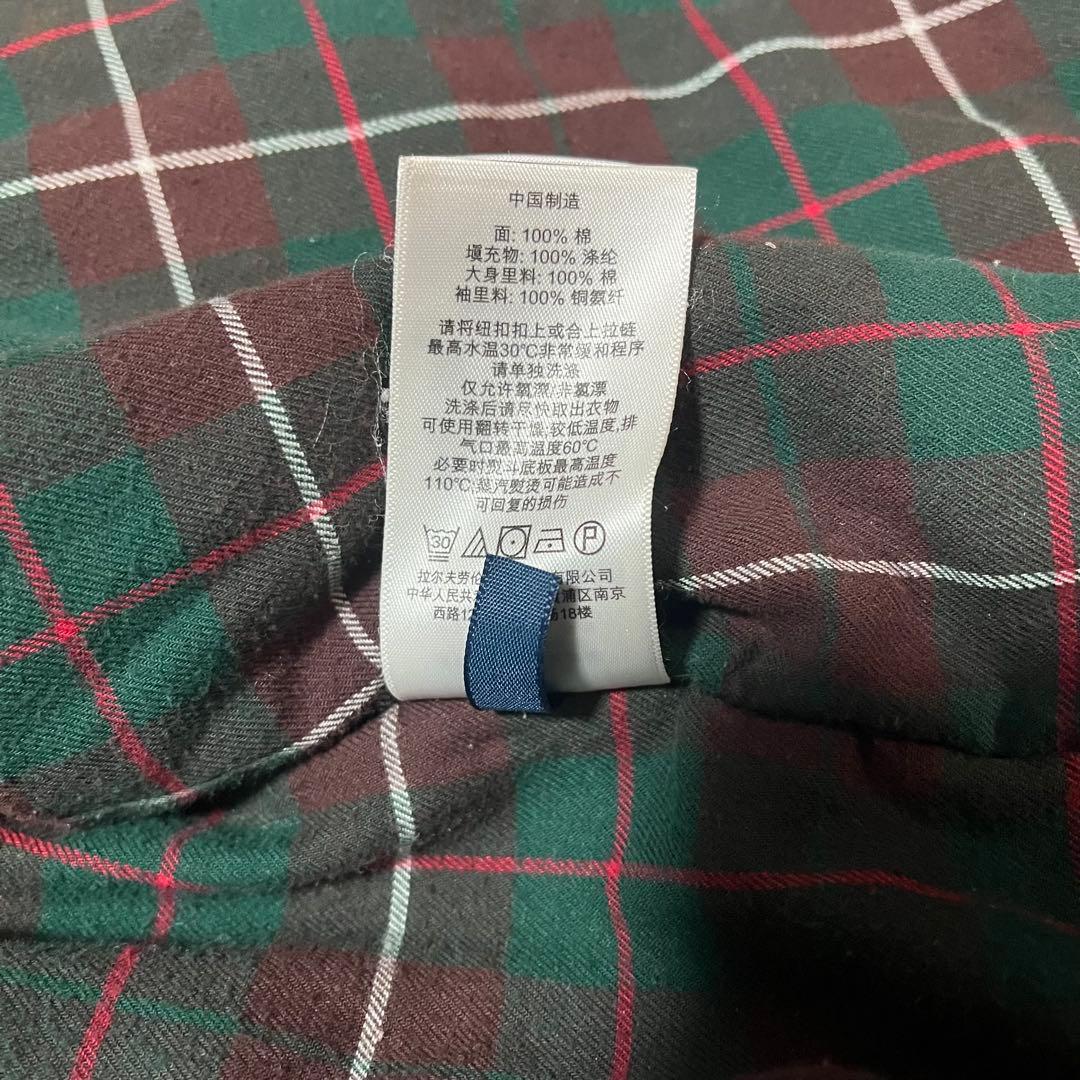 中国制造
面: 100% 棉
填充物: 100% 涤纶
大身里料: 100% 棉
袖里料: 100% 铜氨纤
请将纽扣扣上或合上拉链
最高水温30℃非常缓和程序
请单独洗涤
仅允许氧漂/非氯漂
洗涤后请尽快取出衣物
可使用翻转干燥,较低温度,排
气口最高温度60℃
必要时熨斗底板最高温度
110℃,蒸汽熨烫可能造成不
可回复的损伤
30 P
拉尔夫劳伦 有限公司
中华人民共 浦区南京
西路12 18楼